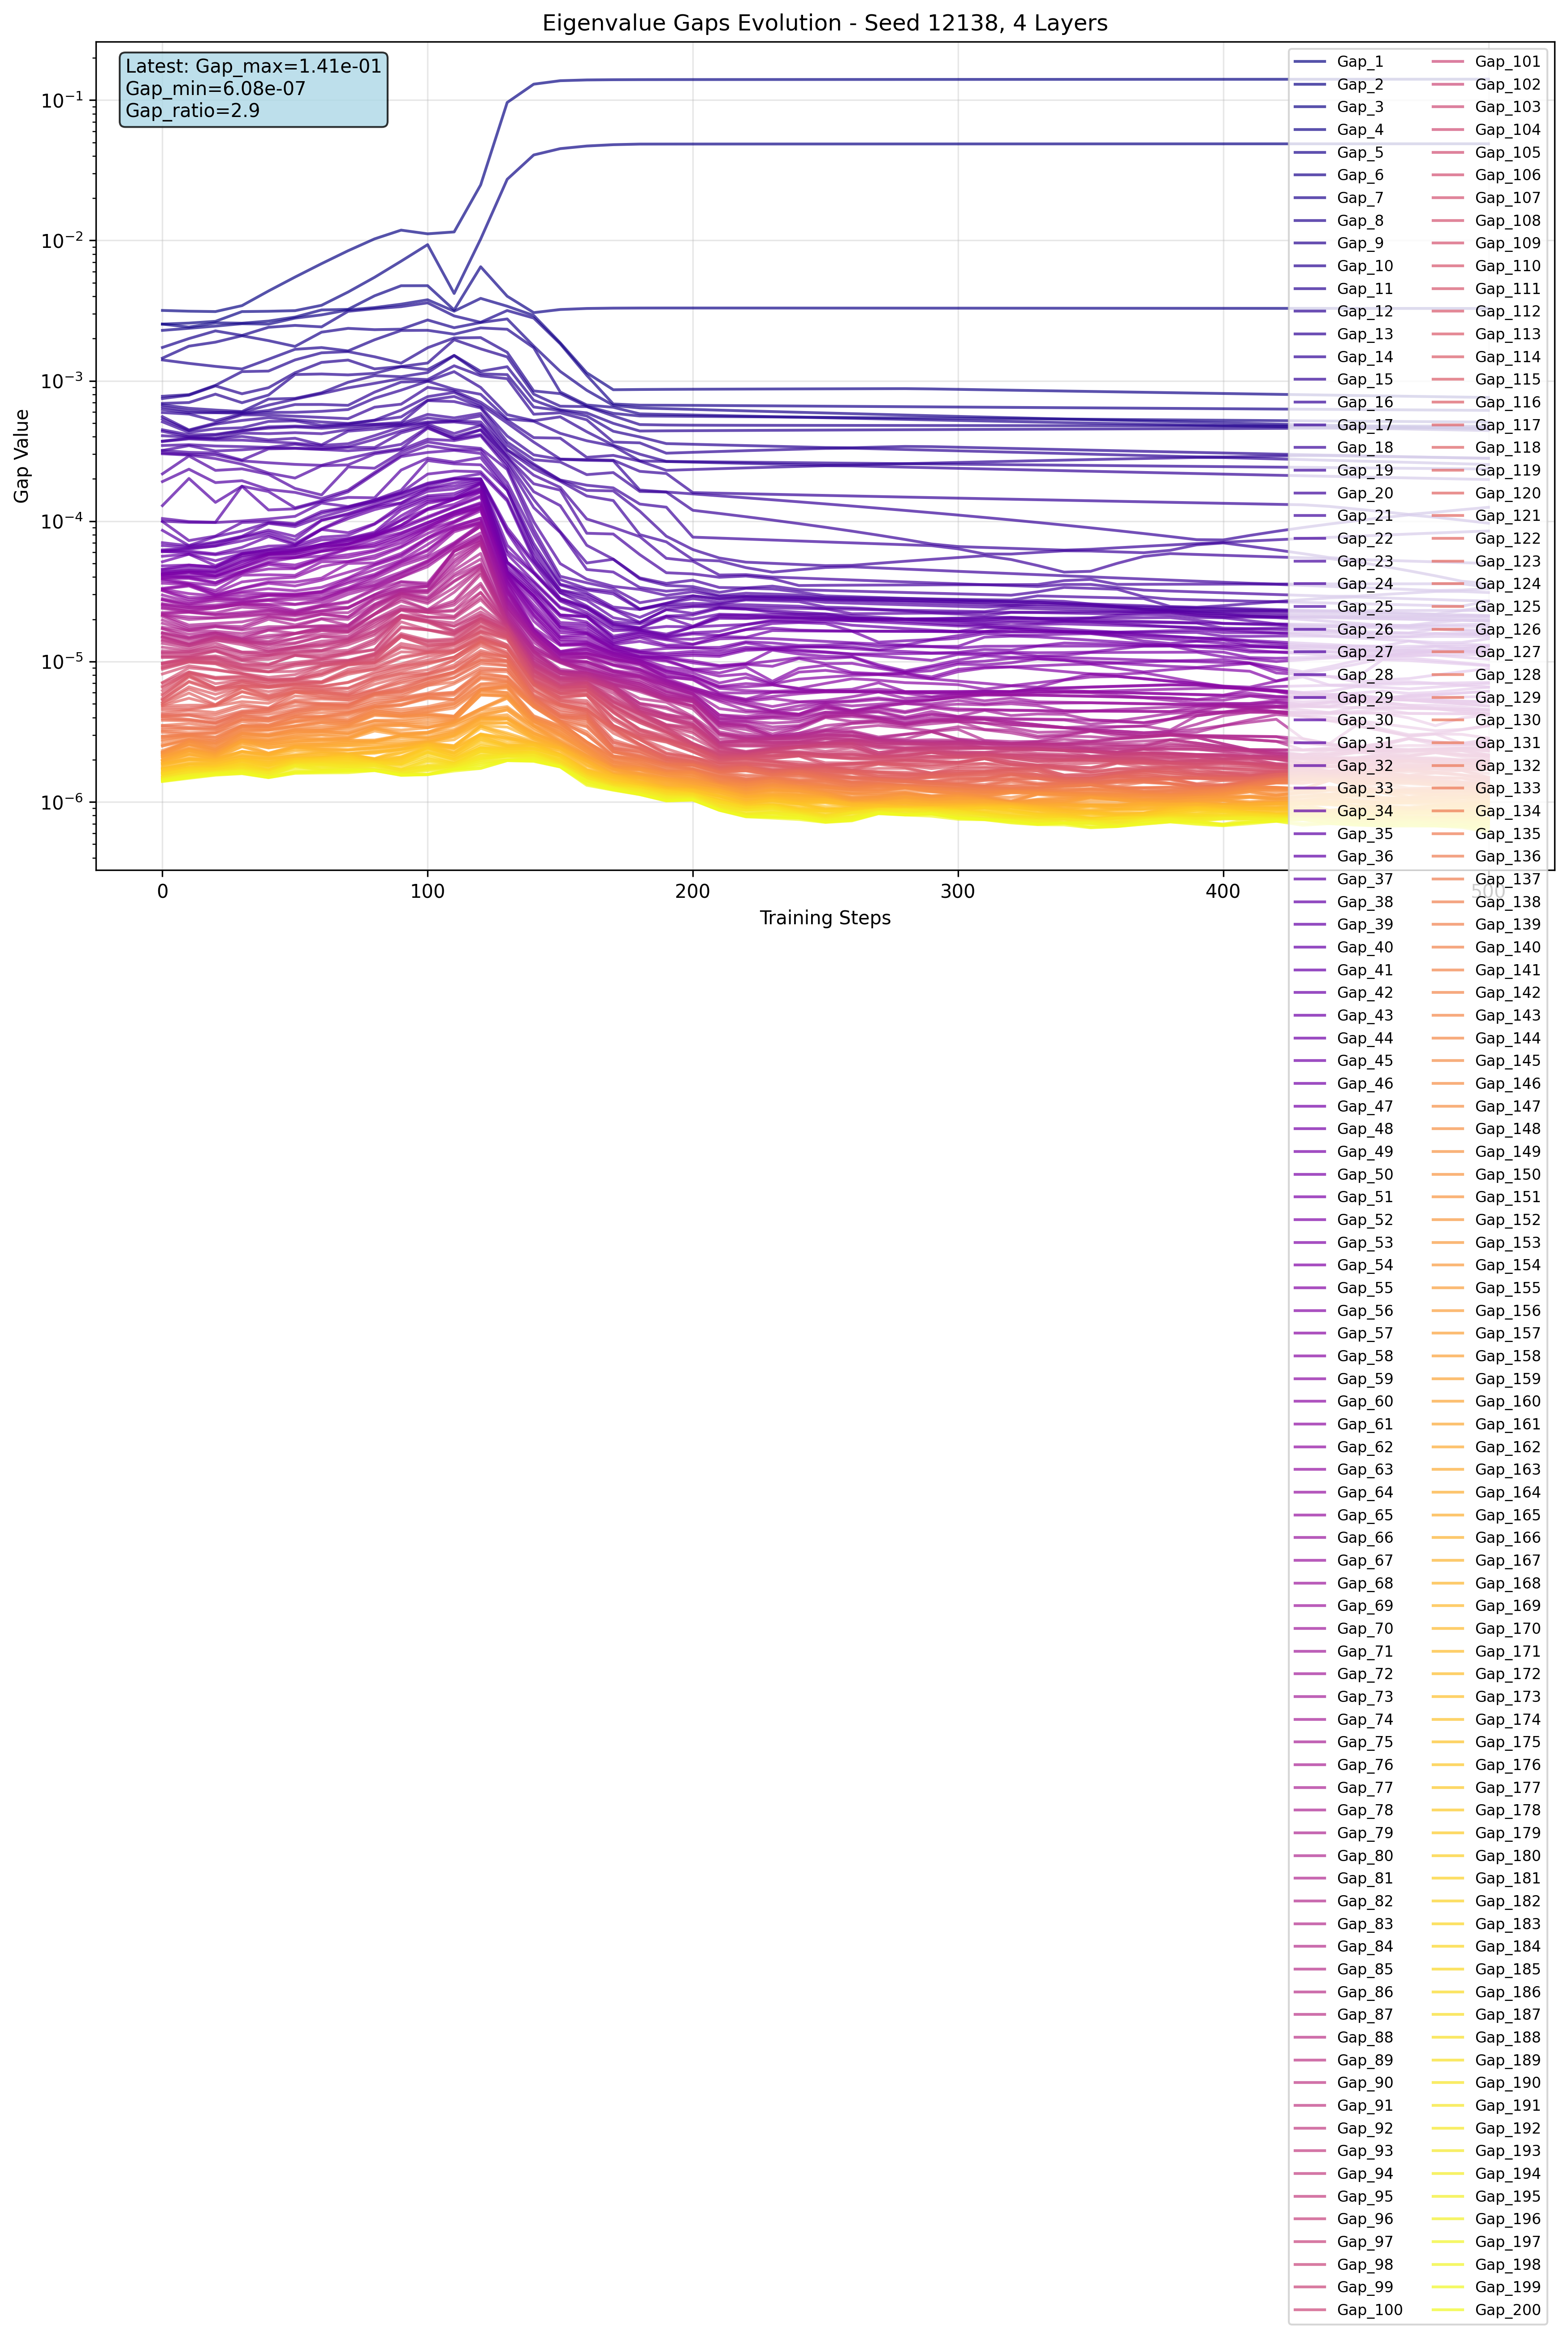 Eigenvalue Gaps Evolution - Seed 12138, 4 Layers
Latest: Gap_max=1.41e-01
Gap_min=6.08e-07
Gap_ratio=2.9
Gap Value
10⁻¹
10⁻²
10⁻³
10⁻⁴
10⁻⁵
10⁻⁶
0
100
200
300
400
500
Training Steps
Gap_1
Gap_2
Gap_3
Gap_4
Gap_5
Gap_6
Gap_7
Gap_8
Gap_9
Gap_10
Gap_11
Gap_12
Gap_13
Gap_14
Gap_15
Gap_16
Gap_17
Gap_18
Gap_19
Gap_20
Gap_21
Gap_22
Gap_23
Gap_24
Gap_25
Gap_26
Gap_27
Gap_28
Gap_29
Gap_30
Gap_31
Gap_32
Gap_33
Gap_34
Gap_35
Gap_36
Gap_37
Gap_38
Gap_39
Gap_40
Gap_41
Gap_42
Gap_43
Gap_44
Gap_45
Gap_46
Gap_47
Gap_48
Gap_49
Gap_50
Gap_51
Gap_52
Gap_53
Gap_54
Gap_55
Gap_56
Gap_57
Gap_58
Gap_59
Gap_60
Gap_61
Gap_62
Gap_63
Gap_64
Gap_65
Gap_66
Gap_67
Gap_68
Gap_69
Gap_70
Gap_71
Gap_72
Gap_73
Gap_74
Gap_75
Gap_76
Gap_77
Gap_78
Gap_79
Gap_80
Gap_81
Gap_82
Gap_83
Gap_84
Gap_85
Gap_86
Gap_87
Gap_88
Gap_89
Gap_90
Gap_91
Gap_92
Gap_93
Gap_94
Gap_95
Gap_96
Gap_97
Gap_98
Gap_99
Gap_100
Gap_101
Gap_102
Gap_103
Gap_104
Gap_105
Gap_106
Gap_107
Gap_108
Gap_109
Gap_110
Gap_111
Gap_112
Gap_113
Gap_114
Gap_115
Gap_116
Gap_117
Gap_118
Gap_119
Gap_120
Gap_121
Gap_122
Gap_123
Gap_124
Gap_125
Gap_126
Gap_127
Gap_128
Gap_129
Gap_130
Gap_131
Gap_132
Gap_133
Gap_134
Gap_135
Gap_136
Gap_137
Gap_138
Gap_139
Gap_140
Gap_141
Gap_142
Gap_143
Gap_144
Gap_145
Gap_146
Gap_147
Gap_148
Gap_149
Gap_150
Gap_151
Gap_152
Gap_153
Gap_154
Gap_155
Gap_156
Gap_157
Gap_158
Gap_159
Gap_160
Gap_161
Gap_162
Gap_163
Gap_164
Gap_165
Gap_166
Gap_167
Gap_168
Gap_169
Gap_170
Gap_171
Gap_172
Gap_173
Gap_174
Gap_175
Gap_176
Gap_177
Gap_178
Gap_179
Gap_180
Gap_181
Gap_182
Gap_183
Gap_184
Gap_185
Gap_186
Gap_187
Gap_188
Gap_189
Gap_190
Gap_191
Gap_192
Gap_193
Gap_194
Gap_195
Gap_196
Gap_197
Gap_198
Gap_199
Gap_200